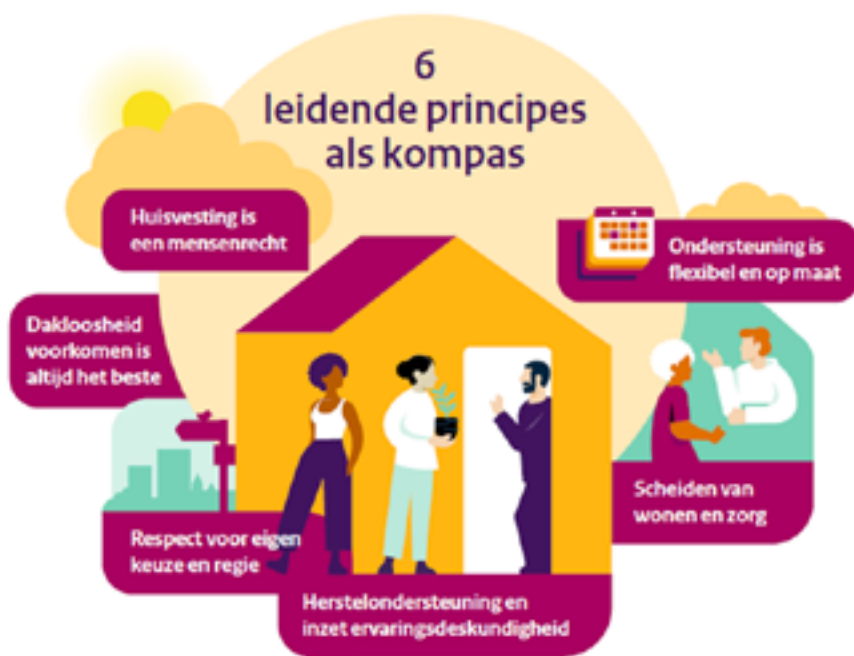 6
leidende principes
als kompas
Huisvesting is
een mensenrecht
Ondersteuning is
flexibel en op maat
Dakloosheid
voorkomen is
altijd het beste
Scheiden van
wonen en zorg
Respect voor eigen
keuze en regie
Herstelondersteuning en
inzet ervaringsdeskundigheid